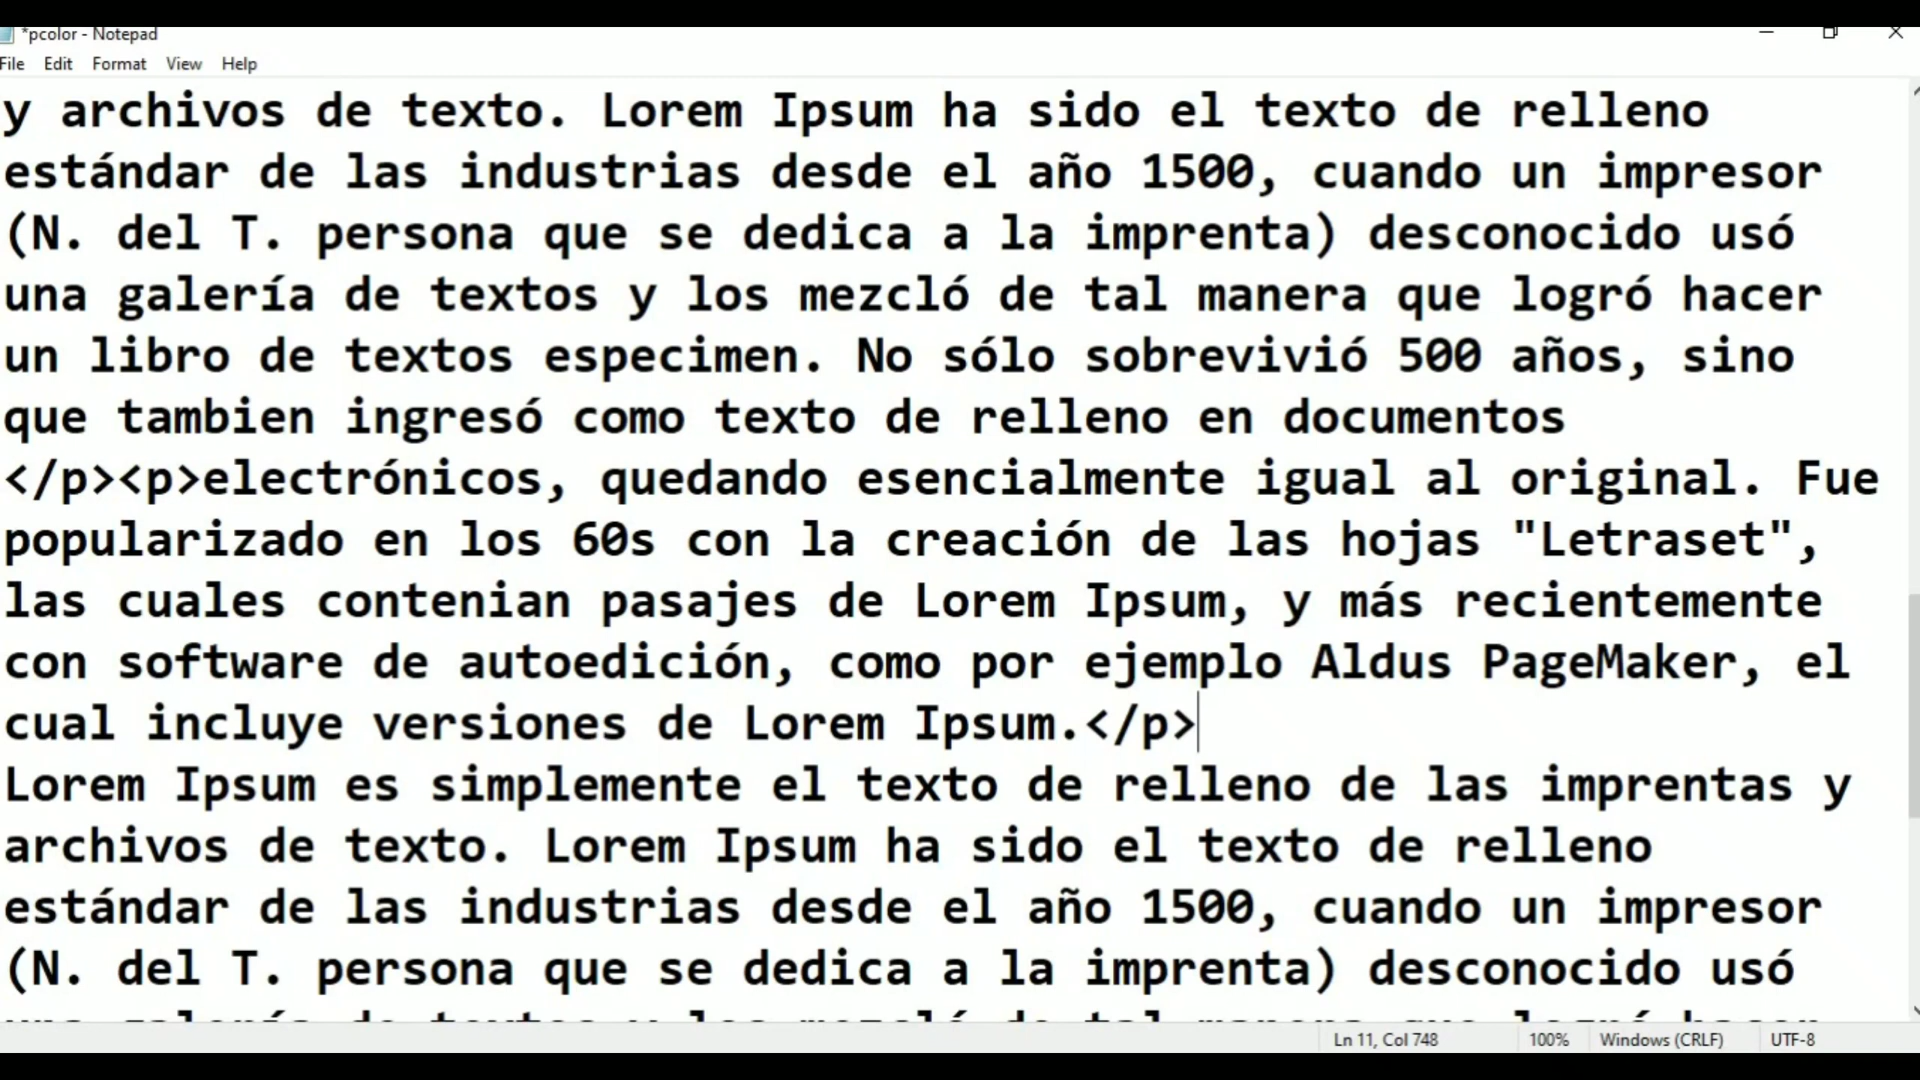 *pcolor - Notepad
File Edit Format View Help
y archivos de texto. Lorem Ipsum ha sido el texto de relleno
estándar de las industrias desde el año 1500, cuando un impresor
(N. del T. persona que se dedica a la imprenta) desconocido usó
una galería de textos y los mezcló de tal manera que logró hacer
un libro de textos especimen. No sólo sobrevivió 500 años, sino
que tambien ingresó como texto de relleno en documentos
</p><p>electrónicos, quedando esencialmente igual al original. Fue
popularizado en los 60s con la creación de las hojas "Letraset",
las cuales contenian pasajes de Lorem Ipsum, y más recientemente
con software de autoedición, como por ejemplo Aldus PageMaker, el
cual incluye versiones de Lorem Ipsum.</p>
Lorem Ipsum es simplemente el texto de relleno de las imprentas y
archivos de texto. Lorem Ipsum ha sido el texto de relleno
estándar de las industrias desde el año 1500, cuando un impresor
(N. del T. persona que se dedica a la imprenta) desconocido usó
Ln 11, Col 748 100% Windows (CRLF) UTF-8